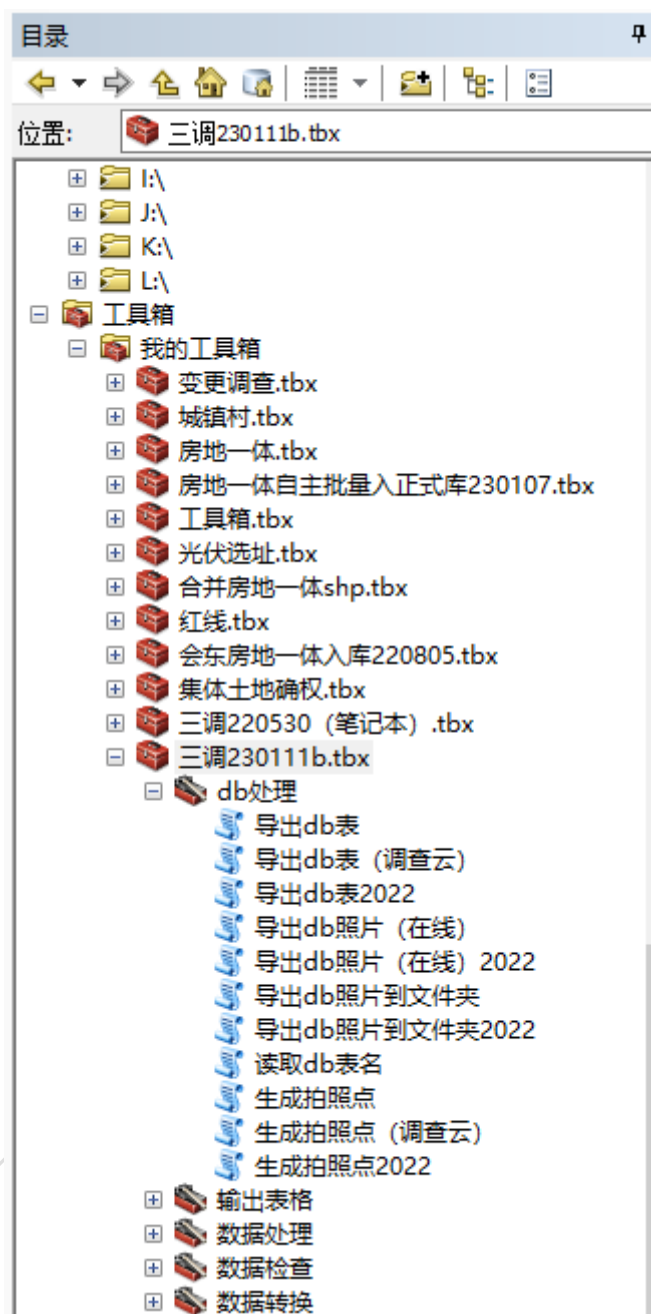 目录
位置:
三调230111b.tbx
I:\
J:\
K:\
L:\
工具箱
我的工具箱
变更调查.tbx
城镇村.tbx
房地一体.tbx
房地一体自主批量入正式库230107.tbx
工具箱.tbx
光伏选址.tbx
合并房地一体shp.tbx
红线.tbx
会东房地一体入库220805.tbx
集体土地确权.tbx
三调220530（笔记本）.tbx
三调230111b.tbx
db处理
导出db表
导出db表（调查云）
导出db表2022
导出db照片（在线）
导出db照片（在线）2022
导出db照片到文件夹
导出db照片到文件夹2022
读取db表名
生成拍照点
生成拍照点（调查云）
生成拍照点2022
输出表格
数据处理
数据检查
数据转换